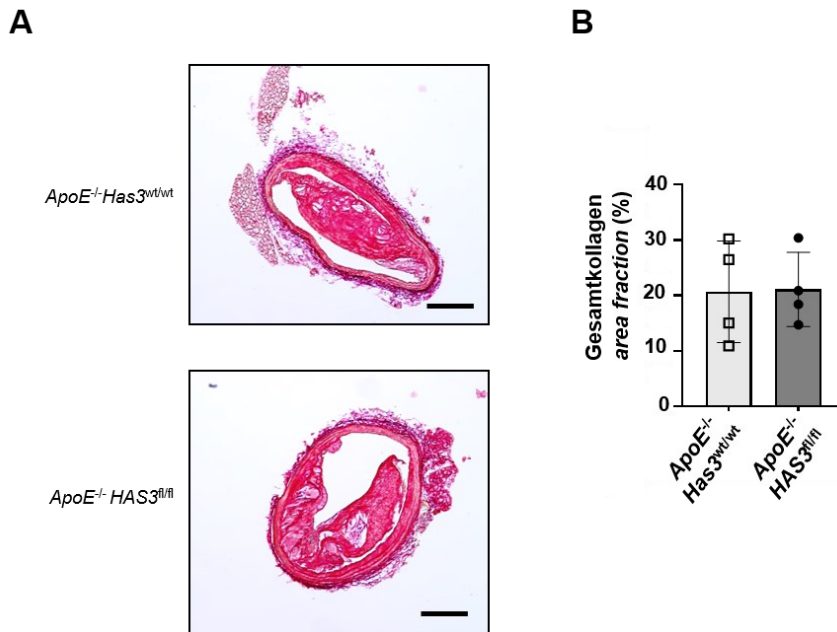 A
ApoE-/-Has3wt/wt
ApoE-/- HAS3fl/fl
B
Gesamtkollagen
area fraction (%)
40
30
20
10
0
ApoE-/-
Has3wt/wt
ApoE-/-
HAS3fl/fl